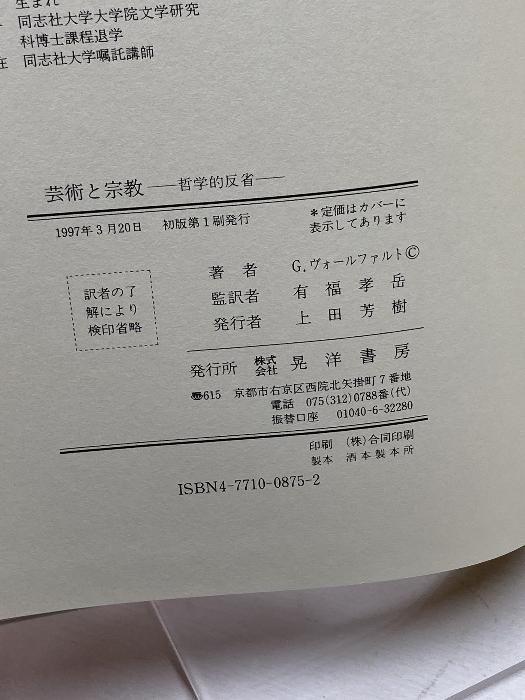 生まれ
同志社大学大学院文学研究
科博士課程退学
在 同志社大学嘱託講師
芸術と宗教——哲学的反省——
1997年3月20日 初版第1刷発行
＊定価はカバーに
表示してあります
訳者の了
解により
検印省略
著者 G.ヴォールファルト©
監訳者 有福孝岳
発行者 上田芳樹
発行所 株式会社 晃洋書房
〠615 京都市右京区西院北矢掛町7番地
電話 075(312)0788番(代)
振替口座 01040-6-32280
印刷 (株)合同印刷
製本 酒本製本所
ISBN4-7710-0875-2